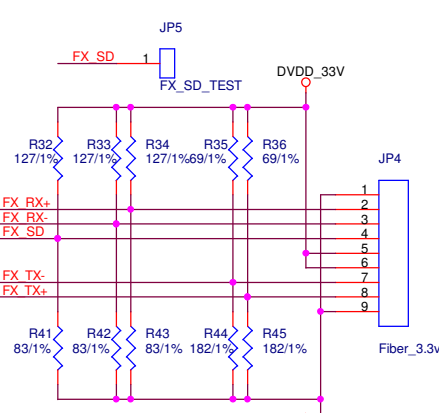 JP5
FX_SD
1
FX_SD_TEST
DVDD_33V
R32
127/1%
R33
127/1%
R34
127/1%
R35
69/1%
R36
69/1%
JP4
1
FX_RX+ 2
FX_RX- 3
FX_SD 4
5
6
FX_TX- 7
FX_TX+ 8
9
R41
83/1%
R42
83/1%
R43
83/1%
R44
182/1%
R45
182/1%
Fiber_3.3v